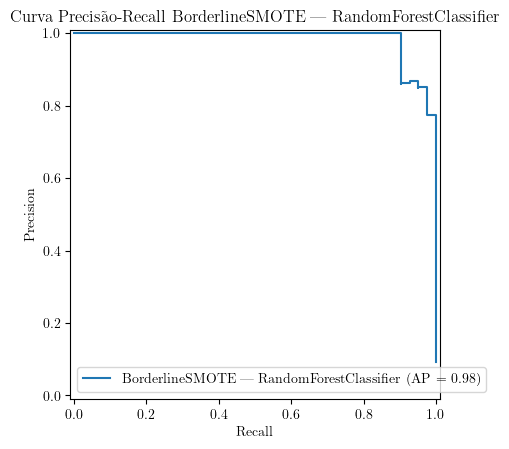 Curva Precisão-Recall BorderlineSMOTE — RandomForestClassifier
1.0
0.8
0.6
0.4
0.2
0.0
Precision
BorderlineSMOTE — RandomForestClassifier (AP = 0.98)
0.0 0.2 0.4 0.6 0.8 1.0
Recall